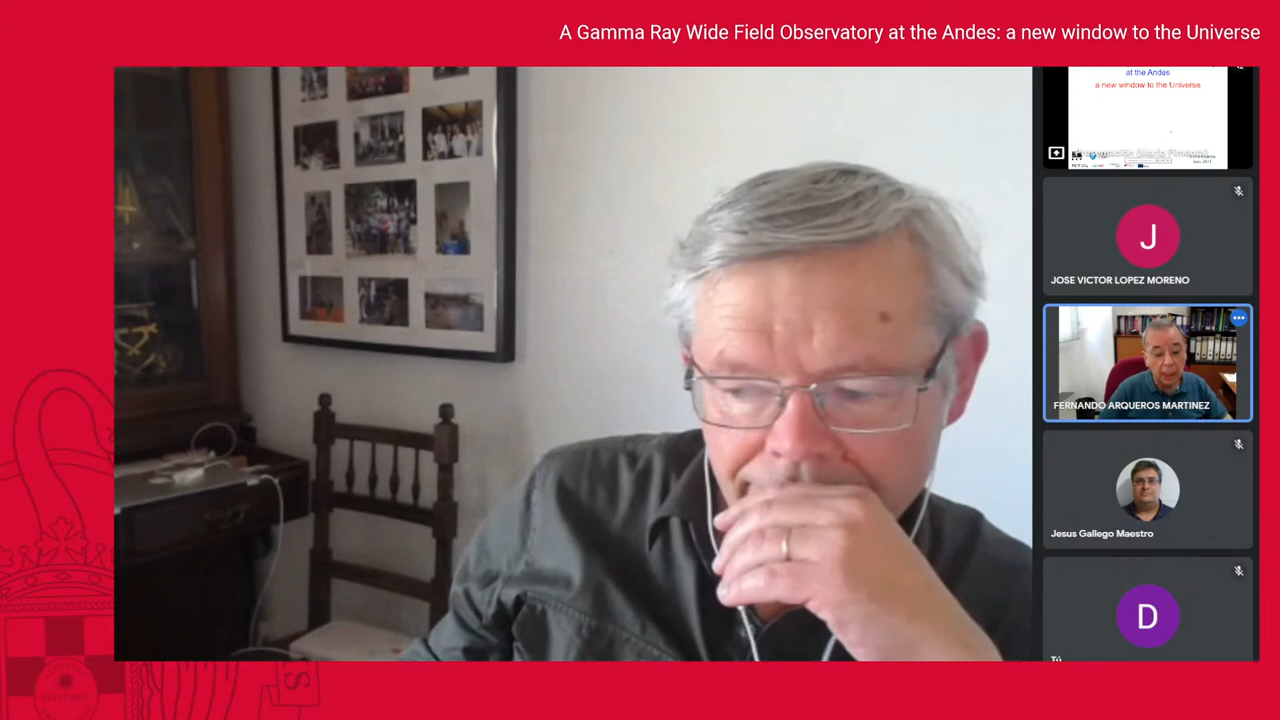 A Gamma Ray Wide Field Observatory at the Andes: a new window to the Universe
at the Andes
a new window to the Universe
J
JOSE VICTOR LOPEZ MORENO
FERNANDO ARQUEROS MARTINEZ
Jesus Gallego Maestro
D
Tú